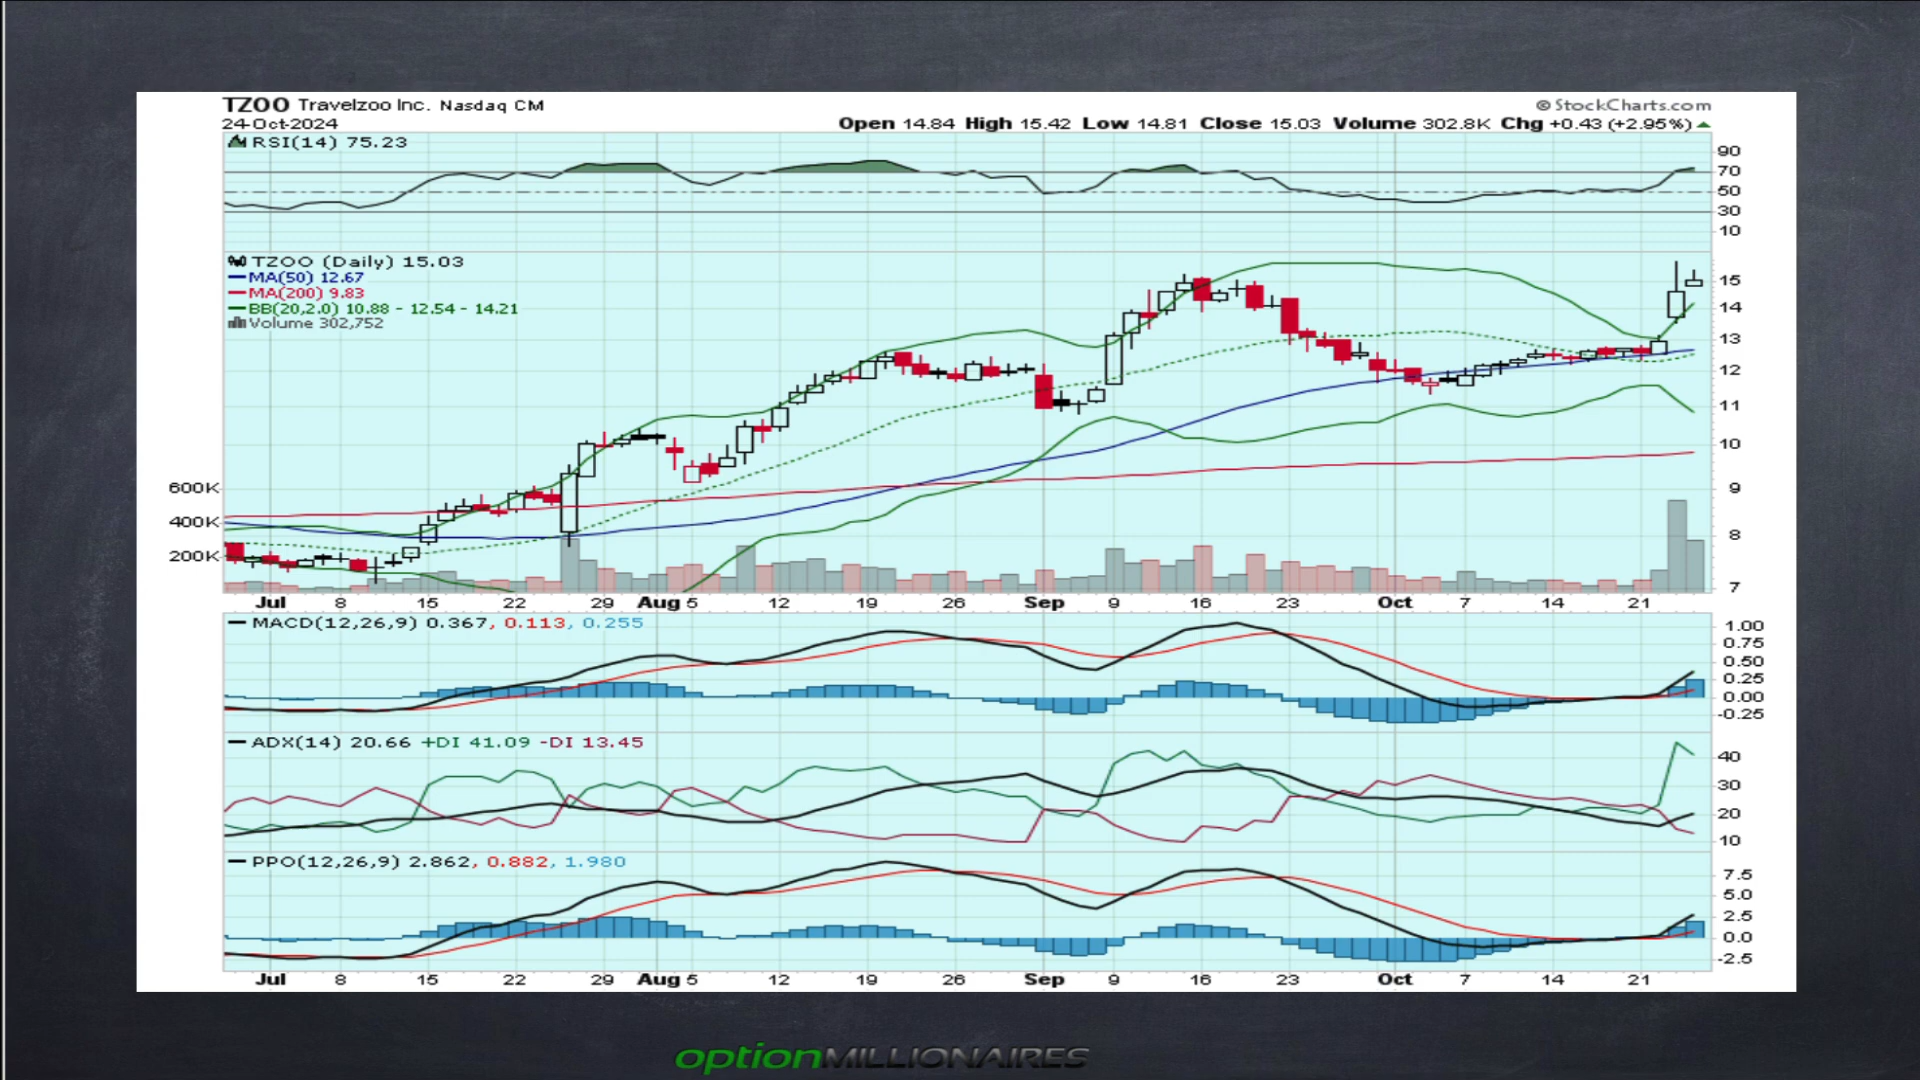 TZOO Travelzoo Inc. Nasdaq CM
© StockCharts.com
24-Oct-2024
Open 14.84 High 15.42 Low 14.81 Close 15.03 Volume 302.8K Chg +0.43 (+2.95%)
RSI(14) 75.23
90
70
50
30
10
TZOO (Daily) 15.03
MA(50) 12.67
MA(200) 9.83
BB(20,2.0) 10.88 - 12.54 - 14.21
Volume 302,752
15
14
13
12
11
10
9
8
7
600K
400K
200K
Jul 8 15 22 29 Aug 5 12 19 26 Sep 9 16 23 Oct 7 14 21
MACD(12,26,9) 0.367, 0.113, 0.255
1.00
0.75
0.50
0.25
0.00
-0.25
ADX(14) 20.66 +DI 41.09 -DI 13.45
40
30
20
10
PPO(12,26,9) 2.862, 0.882, 1.980
7.5
5.0
2.5
0.0
-2.5
Jul 8 15 22 29 Aug 5 12 19 26 Sep 9 16 23 Oct 7 14 21
optionMILLIONAIRES